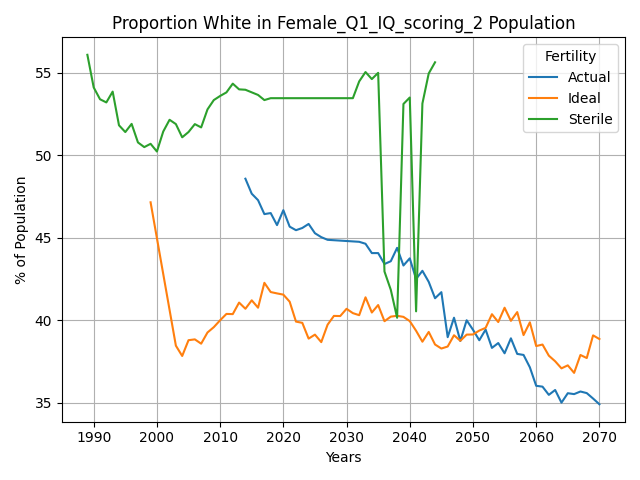 Proportion White in Female_Q1_IQ_scoring_2 Population
% of Population
55
50
45
40
35
Fertility
Actual
Ideal
Sterile
1990 2000 2010 2020 2030 2040 2050 2060 2070
Years